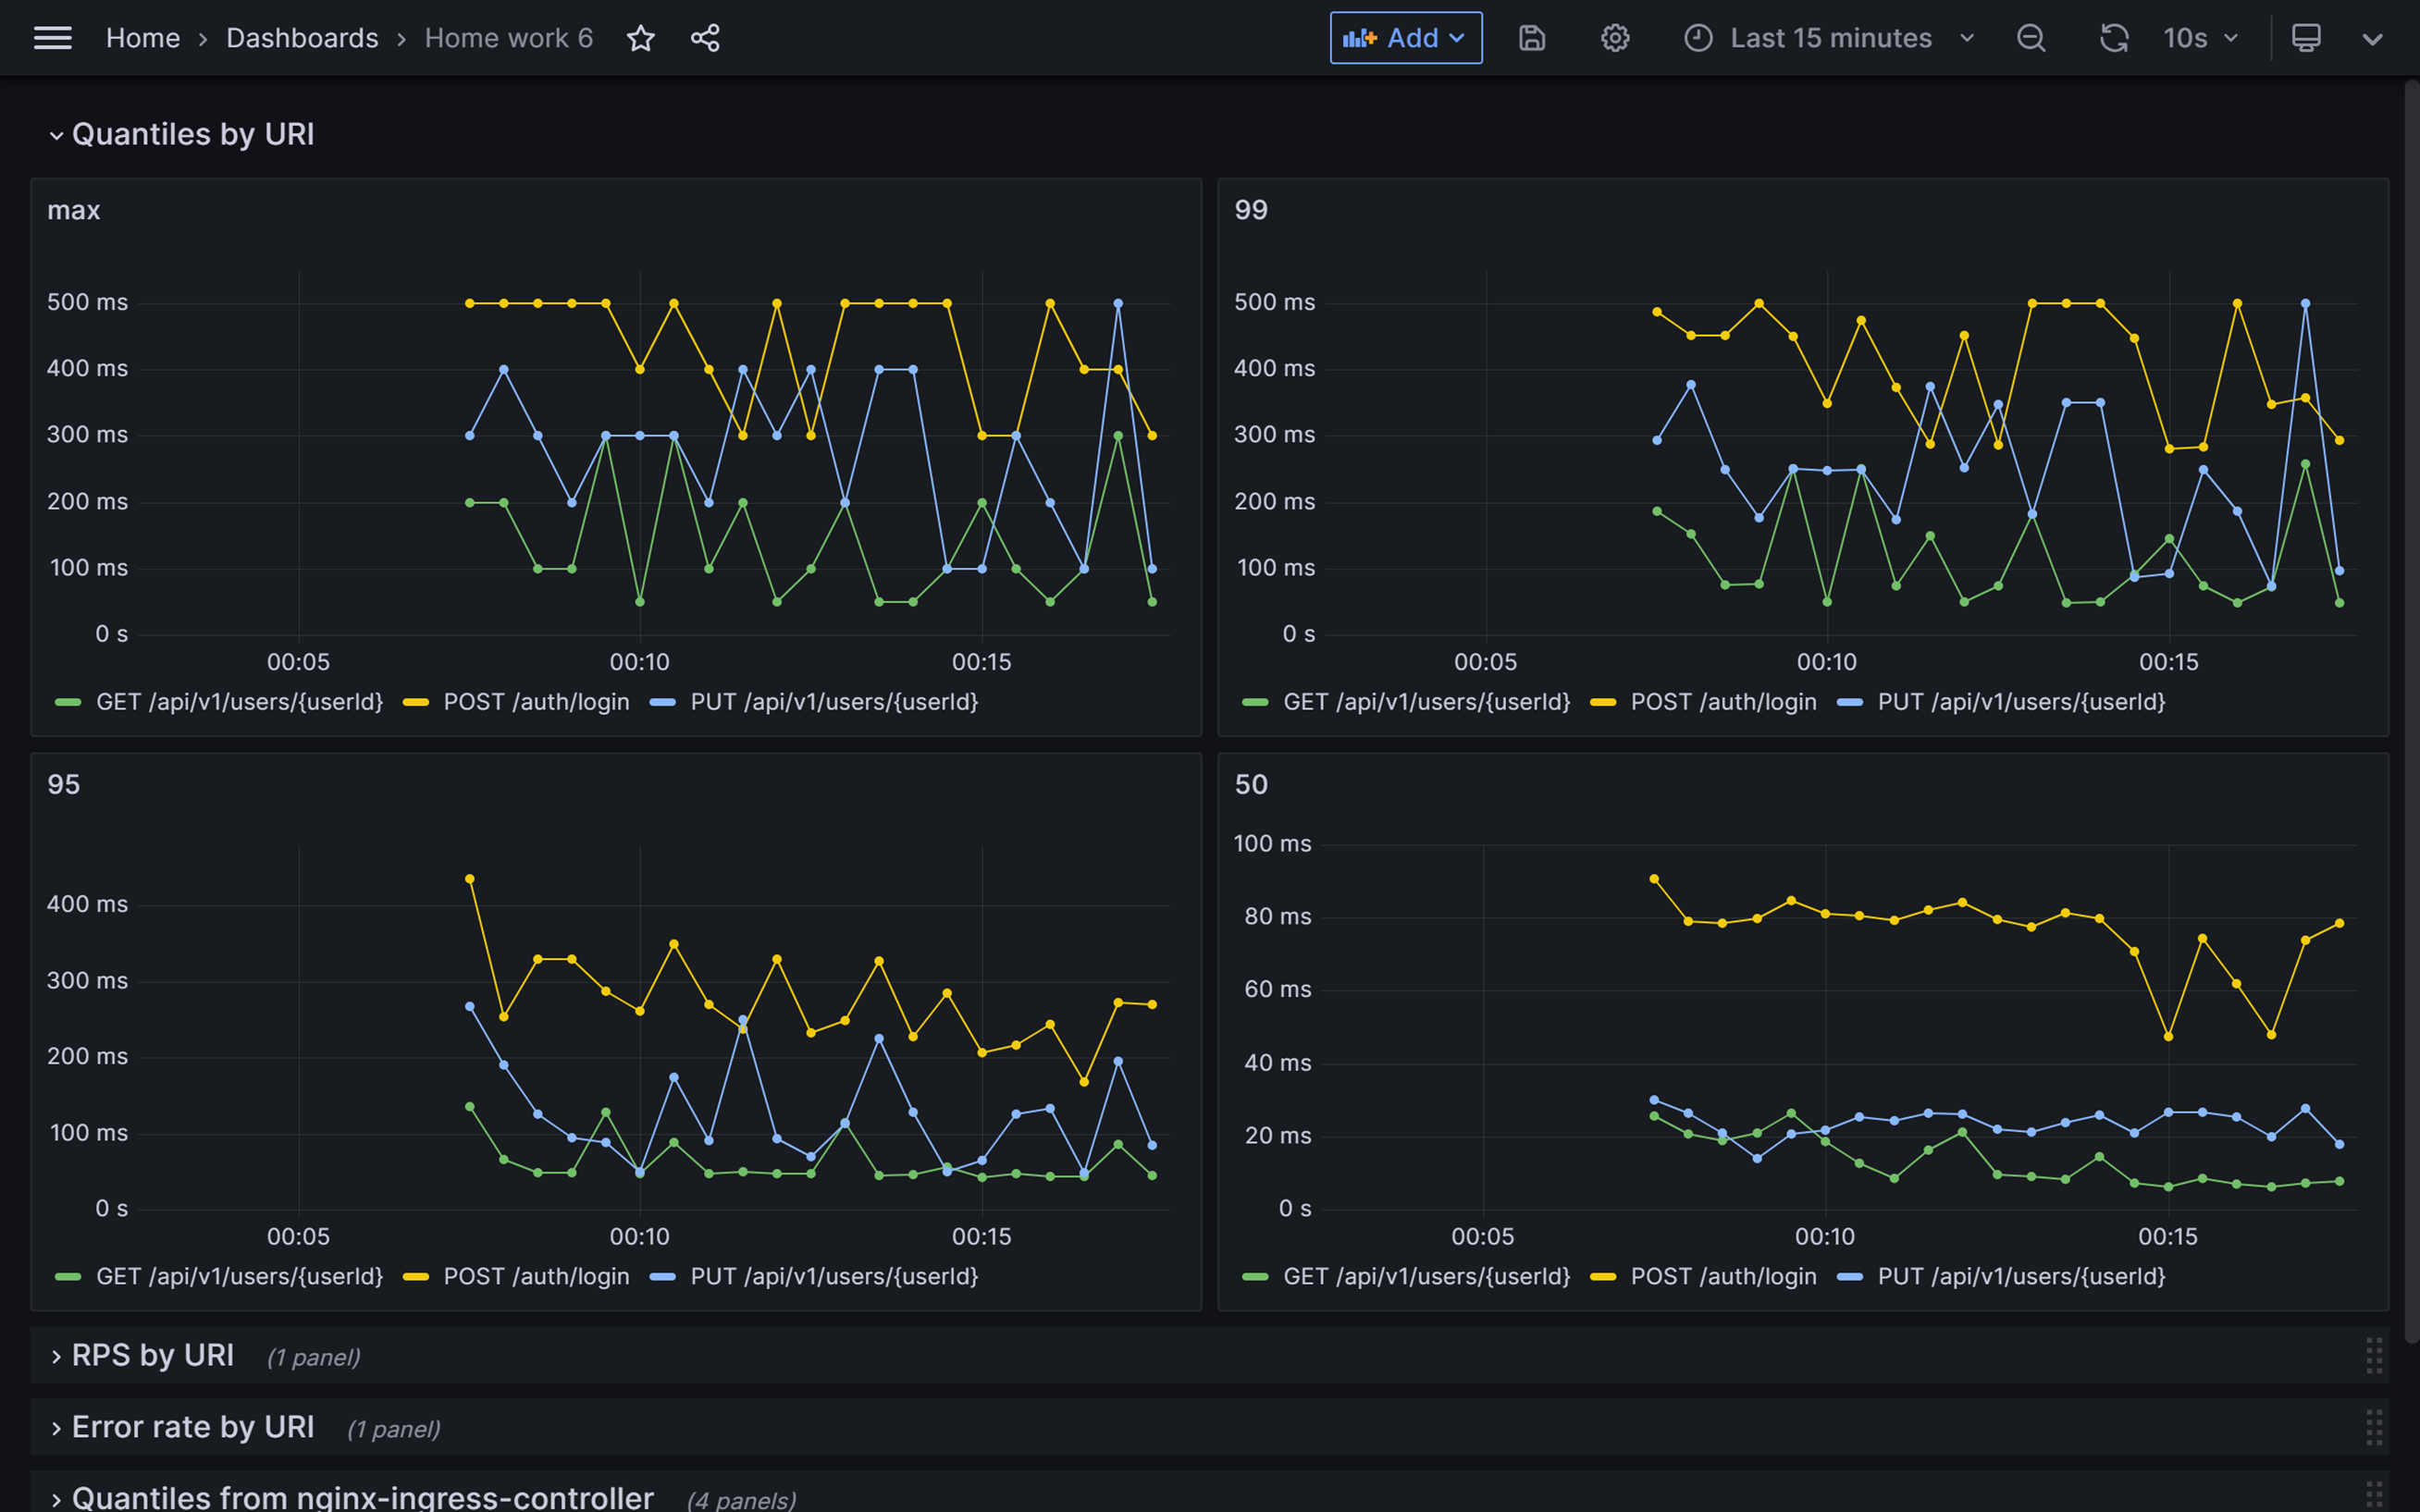 Home › Dashboards › Home work 6 Add Last 15 minutes 10s
Quantiles by URI
max
500 ms
400 ms
300 ms
200 ms
100 ms
0 s
00:05 00:10 00:15
GET /api/v1/users/{userId} POST /auth/login PUT /api/v1/users/{userId}
99
500 ms
400 ms
300 ms
200 ms
100 ms
0 s
00:05 00:10 00:15
GET /api/v1/users/{userId} POST /auth/login PUT /api/v1/users/{userId}
95
400 ms
300 ms
200 ms
100 ms
0 s
00:05 00:10 00:15
GET /api/v1/users/{userId} POST /auth/login PUT /api/v1/users/{userId}
50
100 ms
80 ms
60 ms
40 ms
20 ms
0 s
00:05 00:10 00:15
GET /api/v1/users/{userId} POST /auth/login PUT /api/v1/users/{userId}
RPS by URI (1 panel)
Error rate by URI (1 panel)
Quantiles from nginx-ingress-controller (4 panels)